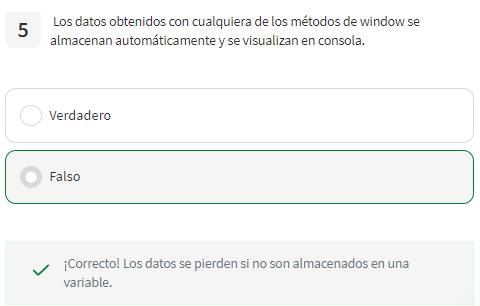 5
Los datos obtenidos con cualquiera de los métodos de window se
almacenan automáticamente y se visualizan en consola.
Verdadero
Falso
¡Correcto! Los datos se pierden si no son almacenados en una
variable.